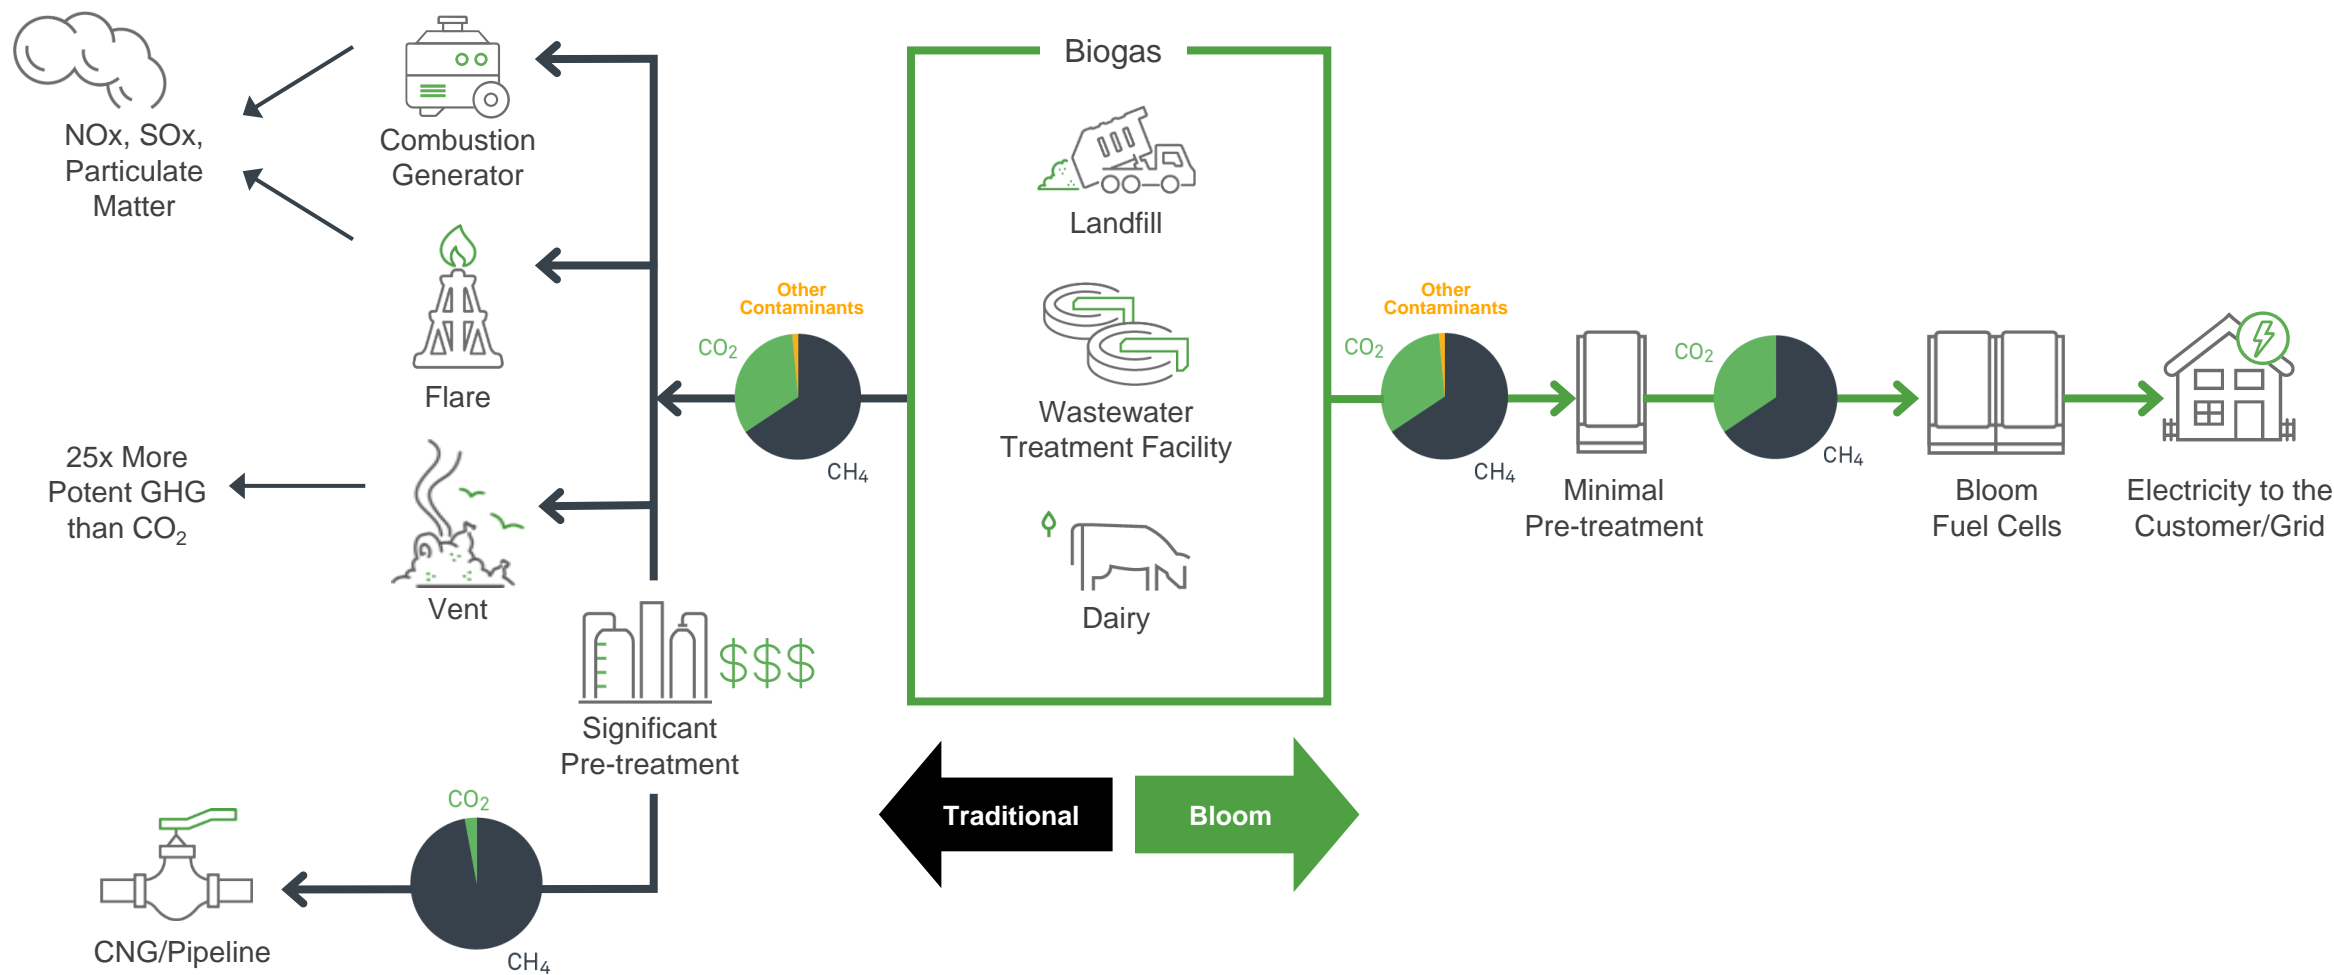 NOx, SOx,
Particulate
Matter
Combustion
Generator
Flare
25x More
Potent GHG
than CO₂
Vent
Significant
Pre-treatment
$$$
CO₂
CH₄
CNG/Pipeline
Other
Contaminants
CO₂
CH₄
Biogas
Landfill
Wastewater
Treatment Facility
Dairy
Traditional
Bloom
Other
Contaminants
CO₂
CH₄
Minimal
Pre-treatment
CO₂
CH₄
Bloom
Fuel Cells
Electricity to the
Customer/Grid